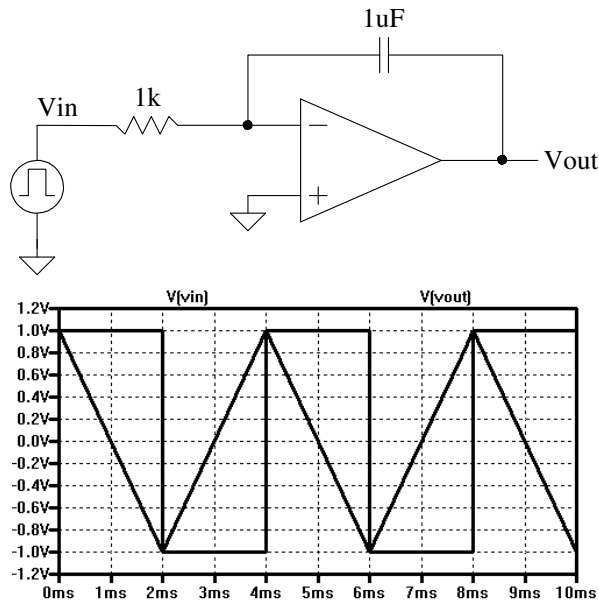 1uF
Vin
1k
−
+
Vout
V(vin) V(vout)
1.2V
1.0V
0.8V
0.6V
0.4V
0.2V
0.0V
-0.2V
-0.4V
-0.6V
-0.8V
-1.0V
-1.2V
0ms 1ms 2ms 3ms 4ms 5ms 6ms 7ms 8ms 9ms 10ms